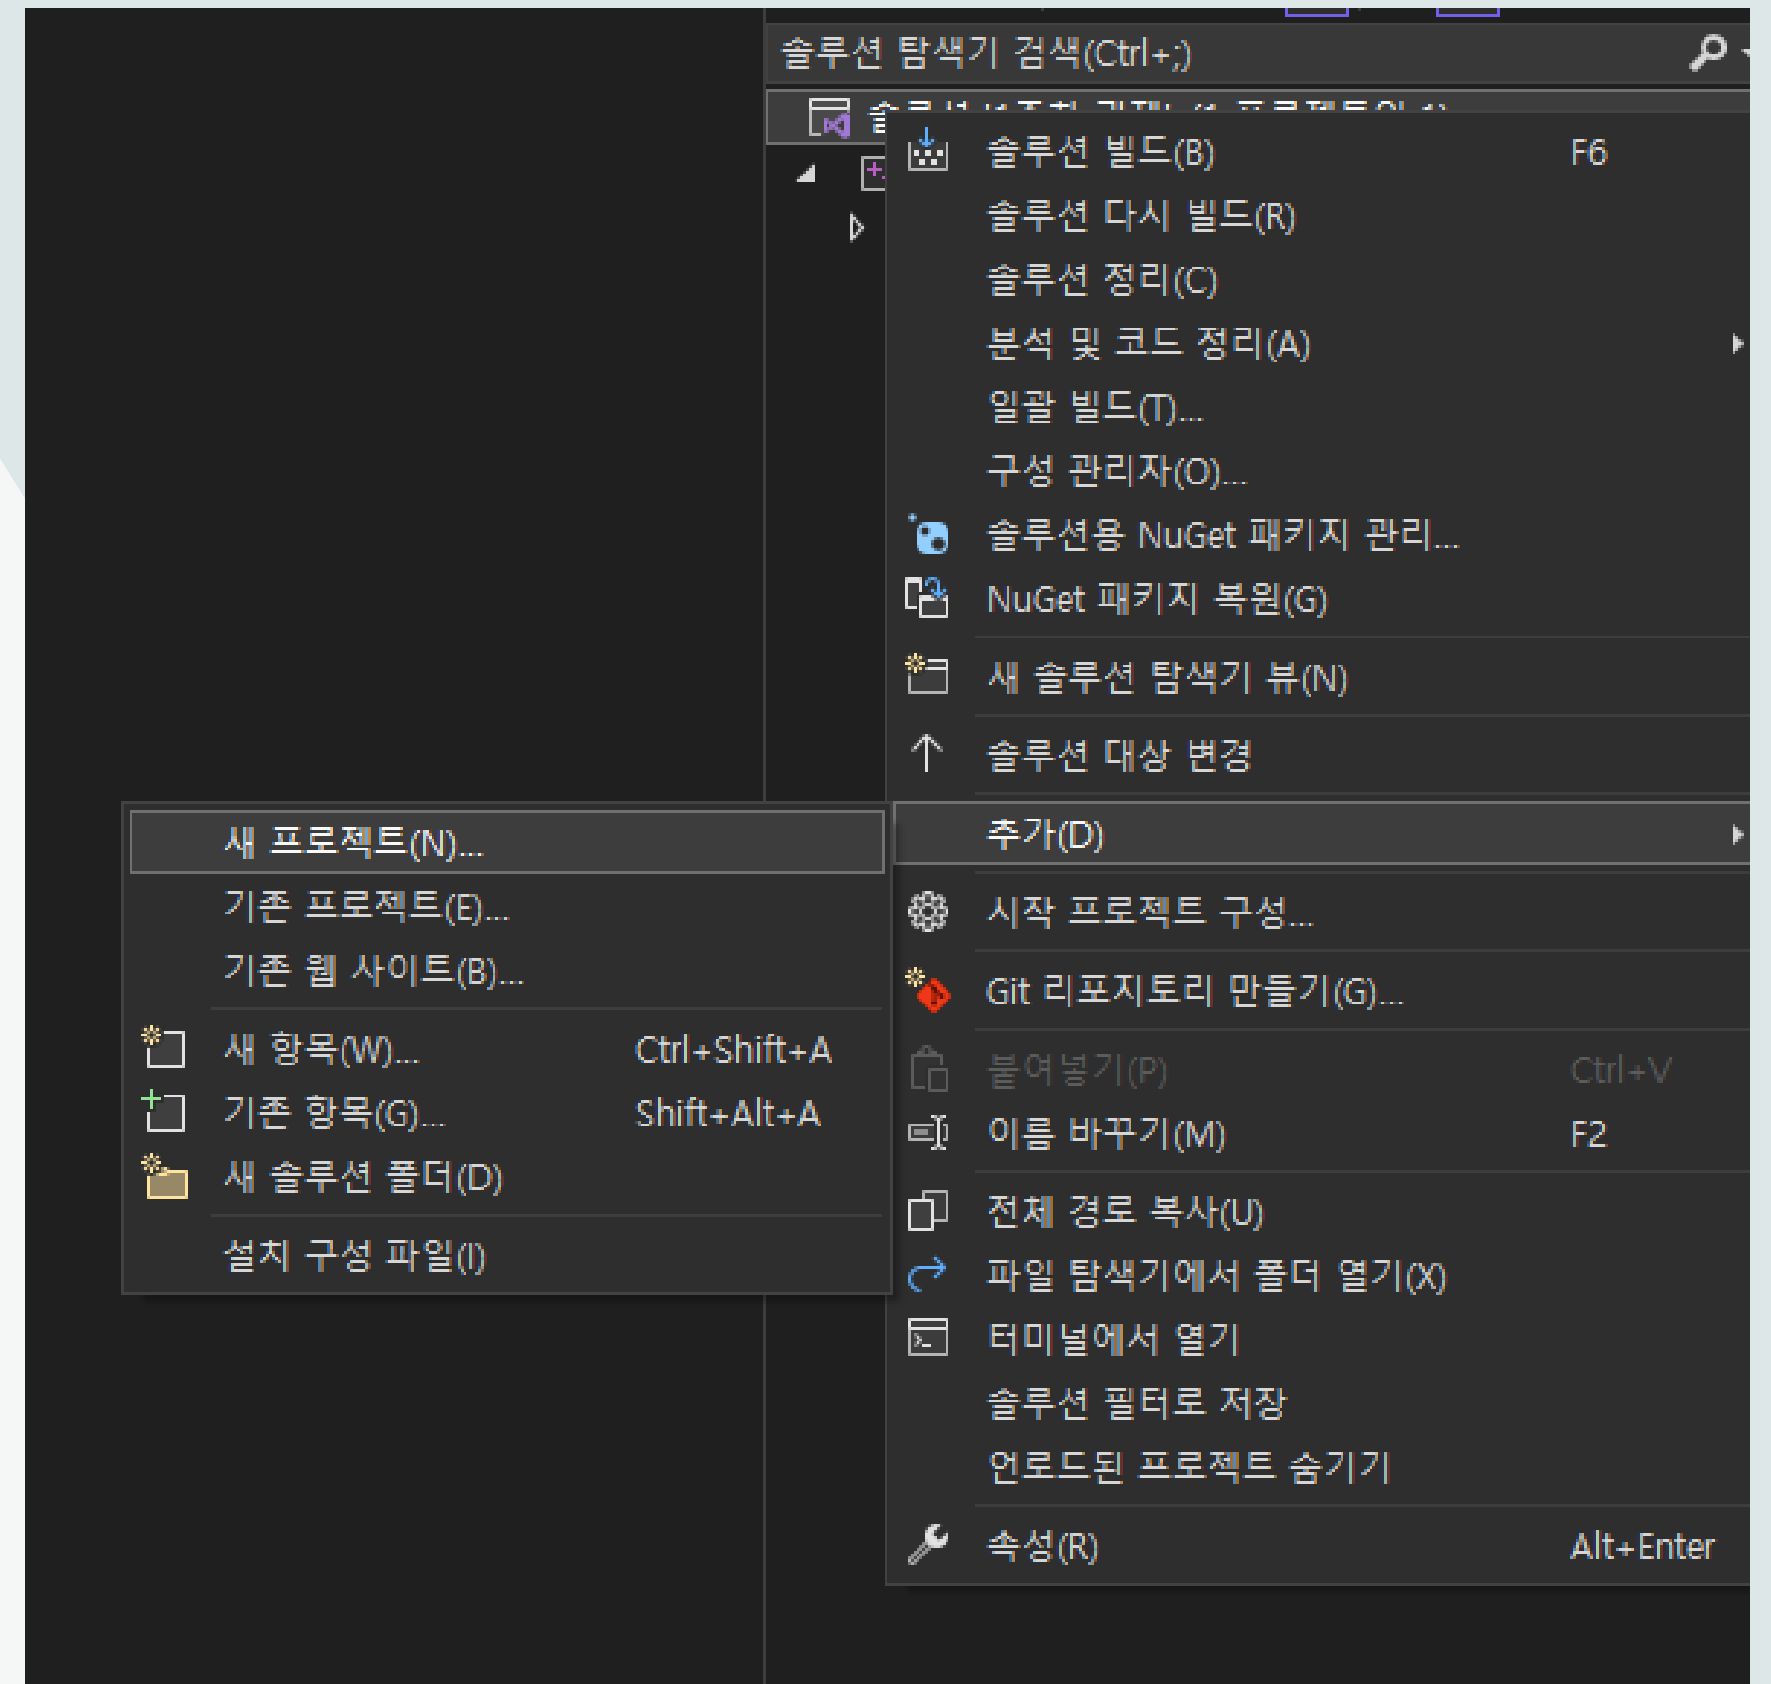 솔루션 탐색기 검색(Ctrl+;)
솔루션
솔루션 빌드(B) F6
솔루션 다시 빌드(R)
솔루션 정리(C)
분석 및 코드 정리(A)
일괄 빌드(T)...
구성 관리자(O)...
솔루션용 NuGet 패키지 관리...
NuGet 패키지 복원(G)
새 솔루션 탐색기 뷰(N)
솔루션 대상 변경
추가(D)
시작 프로젝트 구성...
Git 리포지토리 만들기(G)...
붙여넣기(P) Ctrl+V
이름 바꾸기(M) F2
전체 경로 복사(U)
파일 탐색기에서 폴더 열기(X)
터미널에서 열기
솔루션 필터로 저장
언로드된 프로젝트 숨기기
속성(R) Alt+Enter
새 프로젝트(N)...
기존 프로젝트(E)...
기존 웹 사이트(B)...
새 항목(W)... Ctrl+Shift+A
기존 항목(G)... Shift+Alt+A
새 솔루션 폴더(D)
설치 구성 파일(I)